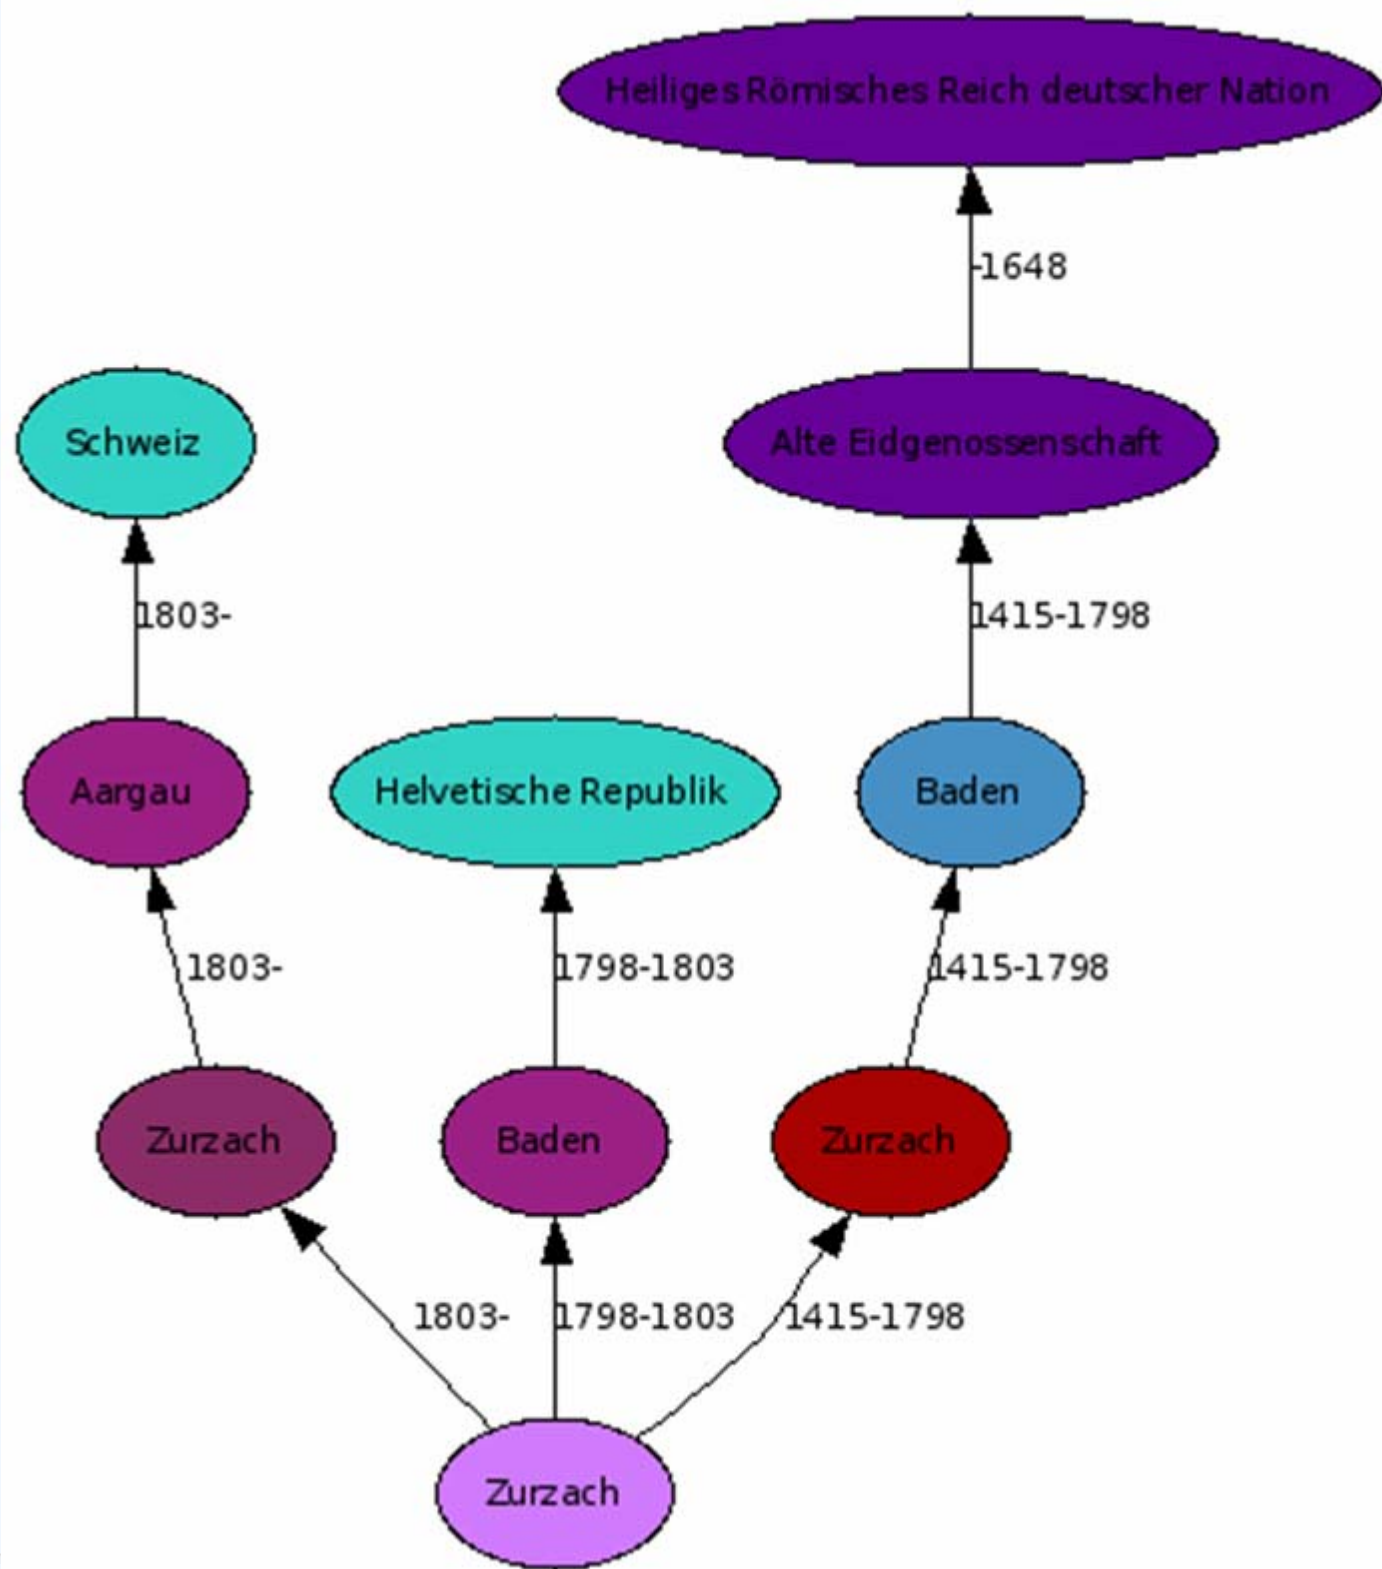 Heiliges Römisches Reich deutscher Nation
-1648
Schweiz
Alte Eidgenossenschaft
1803-
1415-1798
Aargau
Helvetische Republik
Baden
1803-
1798-1803
1415-1798
Zurzach
Baden
Zurzach
1803-
1798-1803
1415-1798
Zurzach